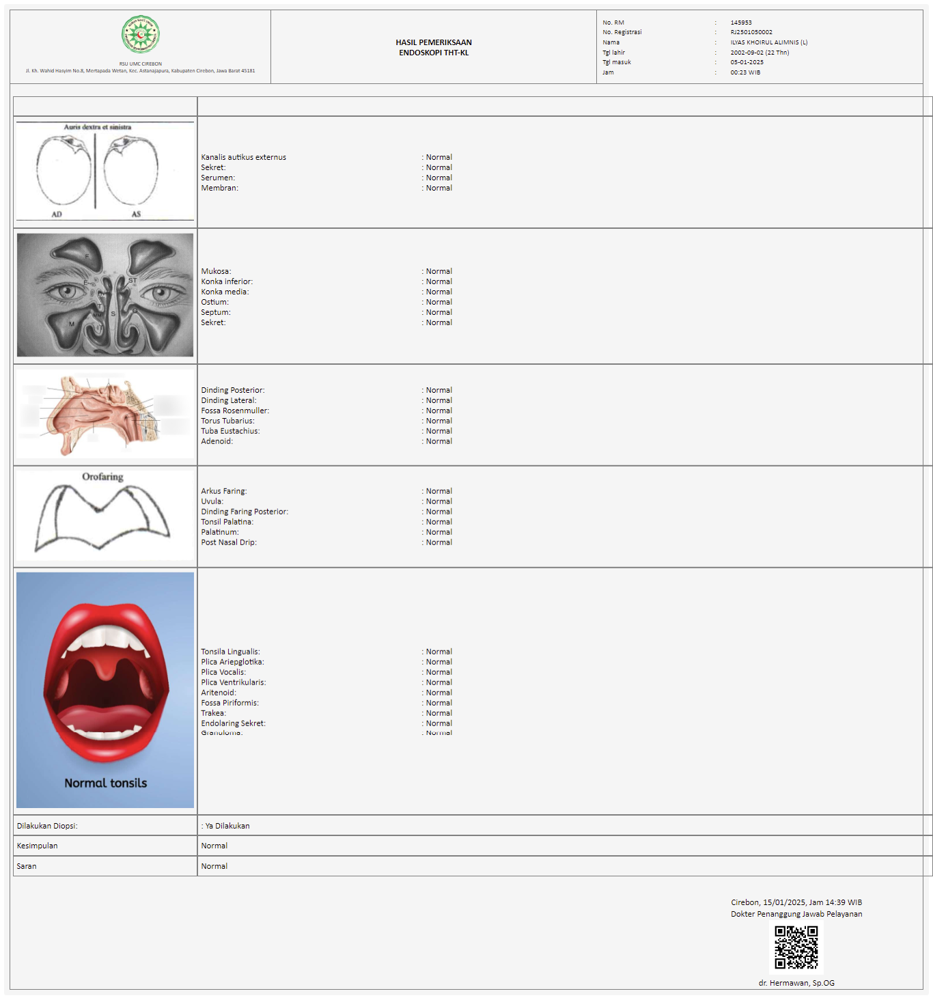 RSU UMC CIREBON
Jl. Kh. Wahid Hasyim No.8, Mertapada Wetan, Kec. Astanajapura, Kabupaten Cirebon, Jawa Barat 45181
HASIL PEMERIKSAAN
ENDOSKOPI THT-KL
No. RM : 145953
No. Registrasi : RJ2501050002
Nama : ILYAS KHOIRUL ALIMNIS (L)
Tgl lahir : 2002-09-02 (22 Thn)
Tgl masuk : 05-01-2025
Jam : 00:23 WIB
Auris dextra et sinistra
AD AS
Kanalis autikus externus : Normal
Sekret: : Normal
Serumen: : Normal
Membran: : Normal
F
E ST
T
S O
M
IT
Mukosa: : Normal
Konka inferior: : Normal
Konka media: : Normal
Ostium: : Normal
Septum: : Normal
Sekret: : Normal
Dinding Posterior: : Normal
Dinding Lateral: : Normal
Fossa Rosenmuller: : Normal
Torus Tubarius: : Normal
Tuba Eustachius: : Normal
Adenoid: : Normal
Orofaring
Arkus Faring: : Normal
Uvula: : Normal
Dinding Faring Posterior: : Normal
Tonsil Palatina: : Normal
Palatinum: : Normal
Post Nasal Drip: : Normal
Normal tonsils
Tonsila Lingualis: : Normal
Plica Ariepglotika: : Normal
Plica Vocalis: : Normal
Plica Ventrikularis: : Normal
Aritenoid: : Normal
Fossa Piriformis: : Normal
Trakea: : Normal
Endolaring Sekret: : Normal
Granuloma: : Normal
Dilakukan Diopsi: : Ya Dilakukan
Kesimpulan Normal
Saran Normal
Cirebon, 15/01/2025, Jam 14:39 WIB
Dokter Penanggung Jawab Pelayanan
dr. Hermawan, Sp.OG